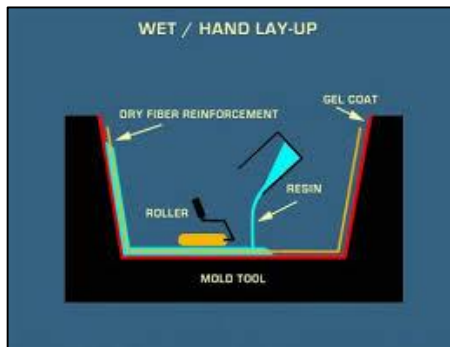 WET / HAND LAY-UP
GEL COAT
DRY FIBER REINFORCEMENT
RESIN
ROLLER
MOLD TOOL